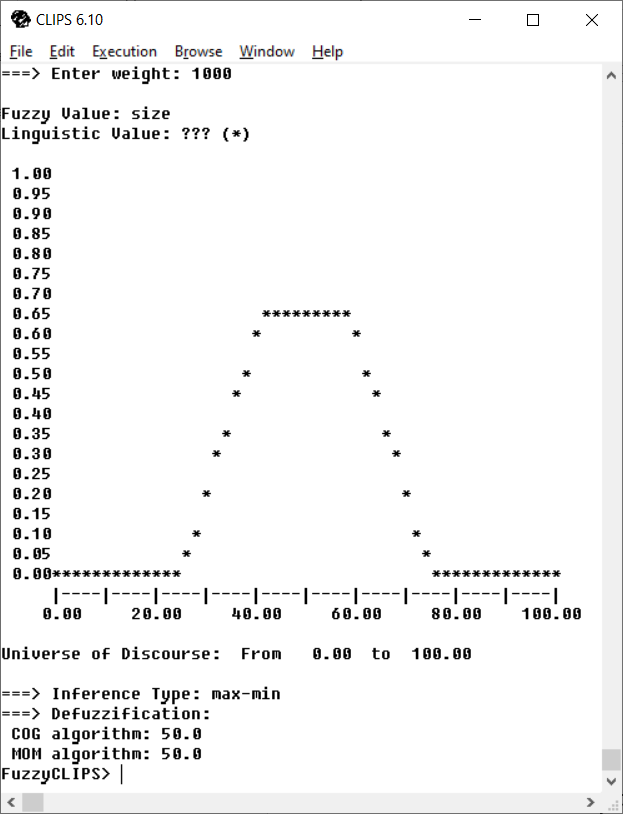 CLIPS 6.10
File Edit Execution Browse Window Help
===> Enter weight: 1000
Fuzzy Value: size
Linguistic Value: ??? (*)
1.00
0.95
0.90
0.85
0.80
0.75
0.70
0.65 *********
0.60 * *
0.55
0.50 * *
0.45 * *
0.40
0.35 * *
0.30 * *
0.25
0.20 * *
0.15
0.10 * *
0.05 * *
0.00************* *************
|----|----|----|----|----|----|----|----|----|----|
0.00 20.00 40.00 60.00 80.00 100.00
Universe of Discourse: From 0.00 to 100.00
===> Inference Type: max-min
===> Defuzzification:
COG algorithm: 50.0
MOM algorithm: 50.0
FuzzyCLIPS>